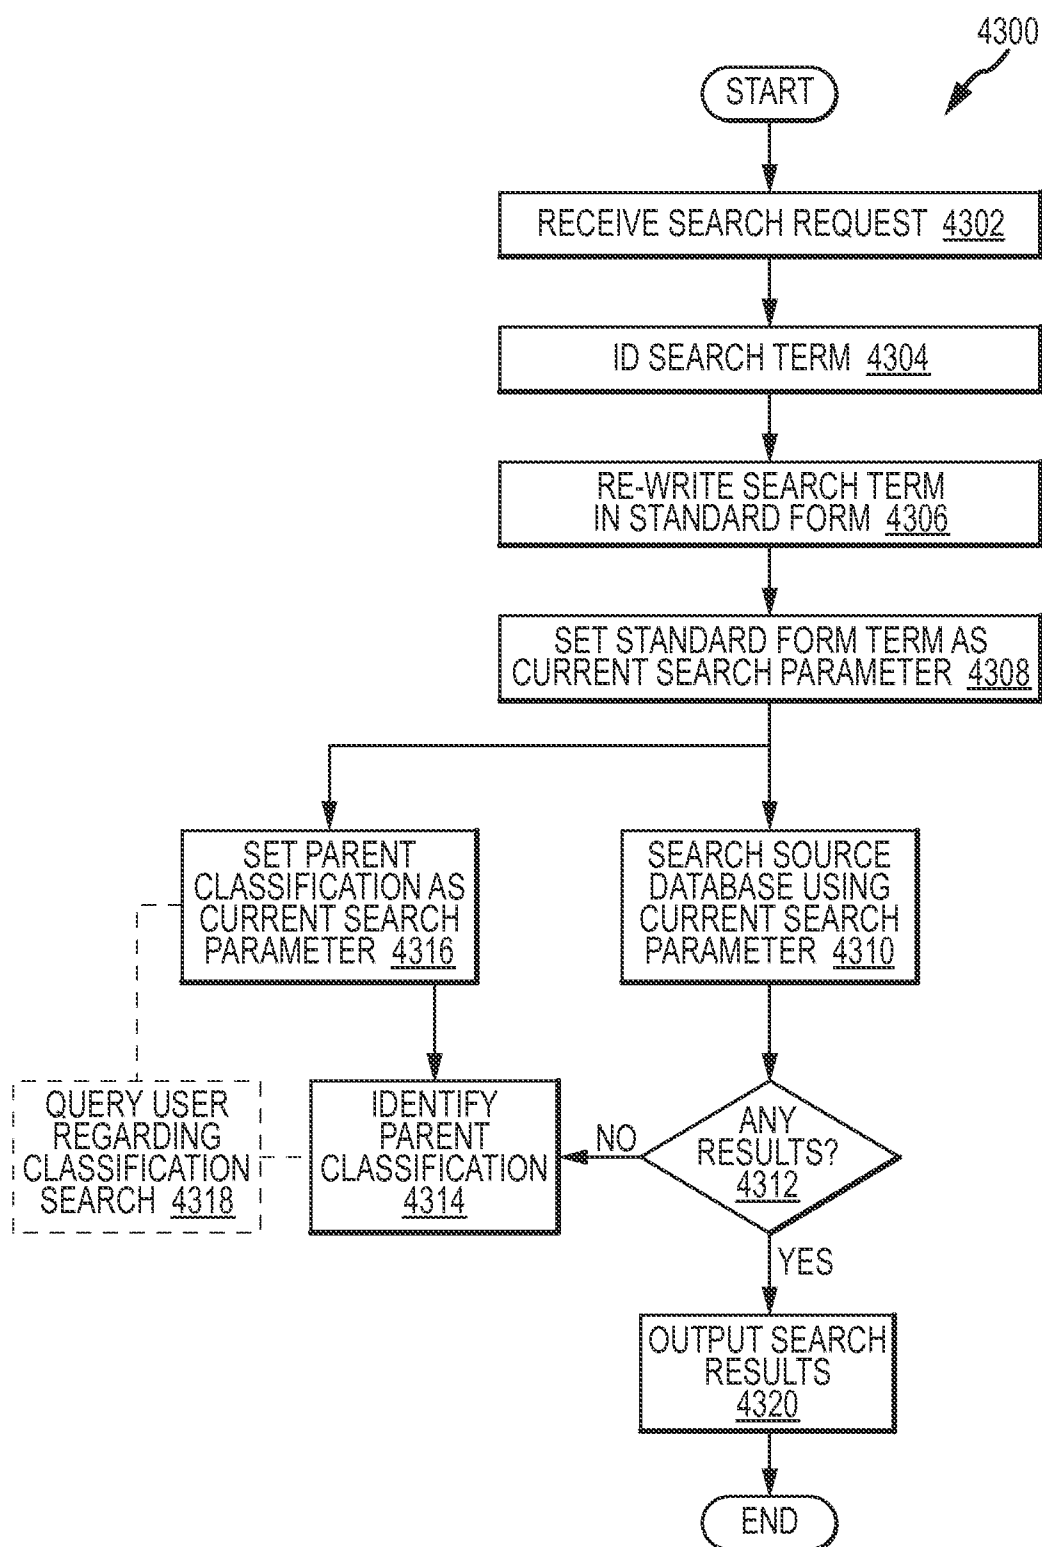 4300
START
RECEIVE SEARCH REQUEST 4302
ID SEARCH TERM 4304
RE-WRITE SEARCH TERM
IN STANDARD FORM 4306
SET STANDARD FORM TERM AS
CURRENT SEARCH PARAMETER 4308
SET PARENT
CLASSIFICATION AS
CURRENT SEARCH
PARAMETER 4316
SEARCH SOURCE
DATABASE USING
CURRENT SEARCH
PARAMETER 4310
QUERY USER
REGARDING
CLASSIFICATION
SEARCH 4318
IDENTIFY
PARENT
CLASSIFICATION
4314
NO
ANY
RESULTS?
4312
YES
OUTPUT SEARCH
RESULTS
4320
END